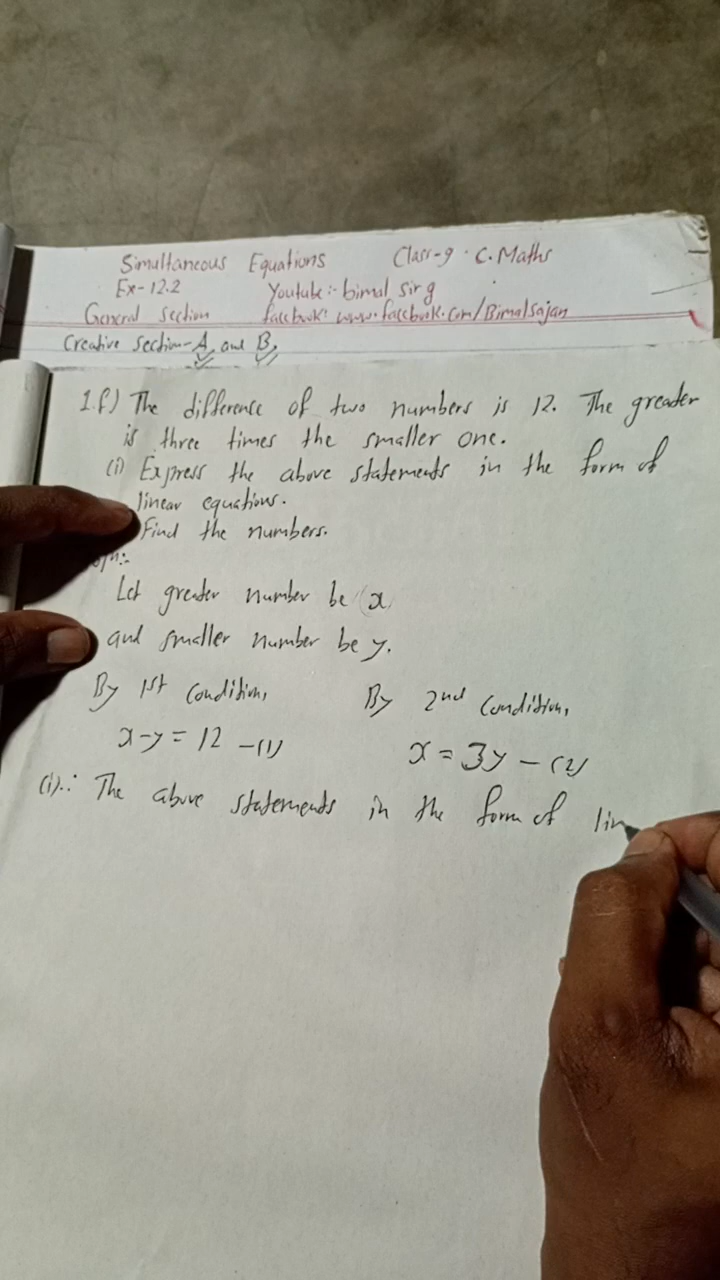 Simultaneous Equations Class-9. C. Maths
Ex-12.2 Youtube:- bimal sir g
General section facebook: www.facebook.com/Bimalsajan
Creative section-A, and B,
1.f) The difference of two numbers is 12. The greader
is three times the smaller one.
(i) Express the above statements in the form of
linear equations.
Find the numbers.
Let greader number be x
and smaller number be y.
By 1st condition, By 2nd condition,
x-y = 12 -(1) x = 3y - (2)
(i).: The above statements in the form of lin